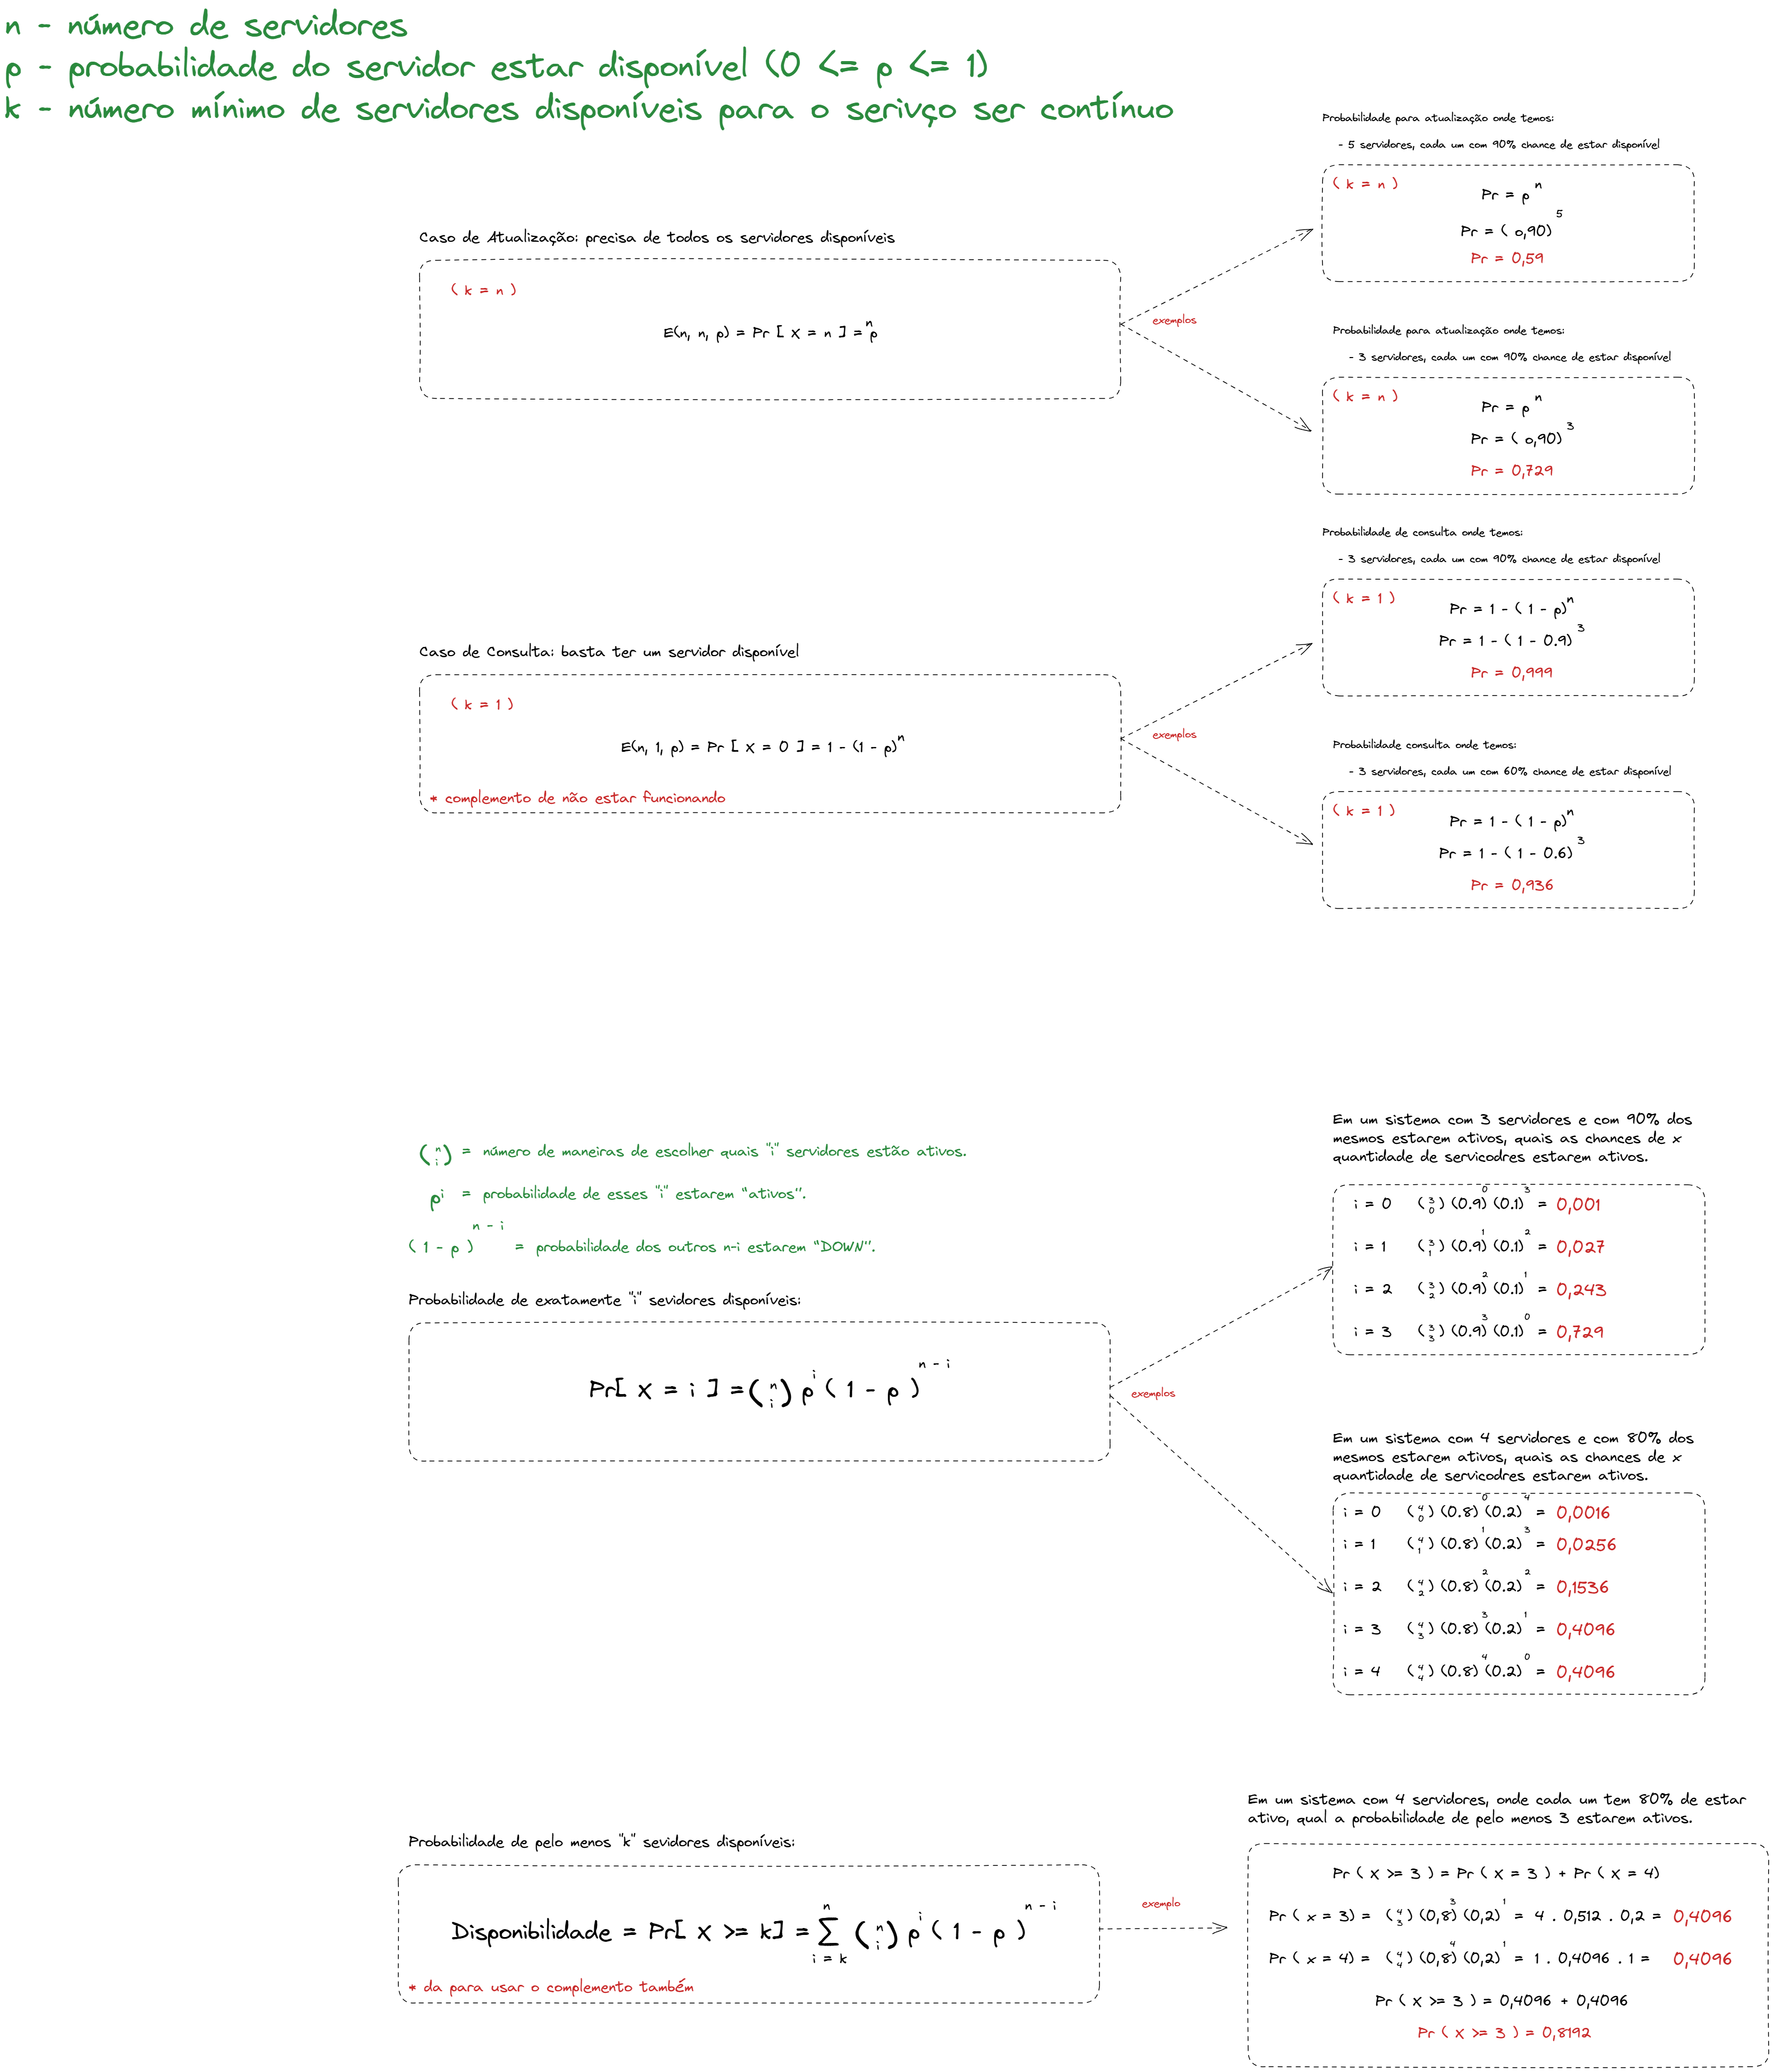 n - número de servidores
p - probabilidade do servidor estar disponível (0 <= p <= 1)
k - número mínimo de servidores disponíveis para o serivço ser contínuo
Caso de Atualização: precisa de todos os servidores disponíveis
( k = n )
E(n, n, p) = Pr [ X = n ] = pⁿ
exemplos
Probabilidade para atualização onde temos:
- 5 servidores, cada um com 90% chance de estar disponível
( k = n )
Pr = pⁿ
Pr = ( 0,90)⁵
Pr = 0,59
Probabilidade para atualização onde temos:
- 3 servidores, cada um com 90% chance de estar disponível
( k = n )
Pr = pⁿ
Pr = ( 0,90)³
Pr = 0,729
Caso de Consulta: basta ter um servidor disponível
( k = 1 )
E(n, 1, p) = Pr [ X = 0 ] = 1 - (1 - p)ⁿ
* complemento de não estar funcionando
exemplos
Probabilidade de consulta onde temos:
- 3 servidores, cada um com 90% chance de estar disponível
( k = 1 )
Pr = 1 - ( 1 - p)ⁿ
Pr = 1 - ( 1 - 0.9)³
Pr = 0,999
Probabilidade consulta onde temos:
- 3 servidores, cada um com 60% chance de estar disponível
( k = 1 )
Pr = 1 - ( 1 - p)ⁿ
Pr = 1 - ( 1 - 0.6)³
Pr = 0,936
(n i) = número de maneiras de escolher quais "i" servidores estão ativos.
pⁱ = probabilidade de esses "i" estarem "ativos".
( 1 - p )ⁿ⁻ⁱ = probabilidade dos outros n-i estarem "DOWN".
Probabilidade de exatamente "i" sevidores disponíveis:
Pr[ X = i ] = (n i) pⁱ ( 1 - p )ⁿ⁻ⁱ
exemplos
Em um sistema com 3 servidores e com 90% dos
mesmos estarem ativos, quais as chances de x
quantidade de servicodres estarem ativos.
i = 0 (3 0) (0.9)⁰ (0.1)³ = 0,001
i = 1 (3 1) (0.9)¹ (0.1)² = 0,027
i = 2 (3 2) (0.9)² (0.1)¹ = 0,243
i = 3 (3 3) (0.9)³ (0.1)⁰ = 0,729
Em um sistema com 4 servidores e com 80% dos
mesmos estarem ativos, quais as chances de x
quantidade de servicodres estarem ativos.
i = 0 (4 0) (0.8)⁰ (0.2)⁴ = 0,0016
i = 1 (4 1) (0.8)¹ (0.2)³ = 0,0256
i = 2 (4 2) (0.8)² (0.2)² = 0,1536
i = 3 (4 3) (0.8)³ (0.2)¹ = 0,4096
i = 4 (4 4) (0.8)⁴ (0.2)⁰ = 0,4096
Probabilidade de pelo menos "k" sevidores disponíveis:
Disponibilidade = Pr[ X >= k] = n ∑ i = k (n i) pⁱ ( 1 - p )ⁿ⁻ⁱ
* da para usar o complemento também
exemplo
Em um sistema com 4 servidores, onde cada um tem 80% de estar
ativo, qual a probabilidade de pelo menos 3 estarem ativos.
Pr ( X >= 3 ) = Pr ( X = 3 ) + Pr ( X = 4)
Pr ( x = 3) = (4 3) (0,8)³ (0,2)¹ = 4 . 0,512 . 0,2 = 0,4096
Pr ( x = 4) = (4 4) (0,8)⁴ (0,2)¹ = 1 . 0,4096 . 1 = 0,4096
Pr ( X >= 3 ) = 0,4096 + 0,4096
Pr ( X >= 3 ) = 0,8192